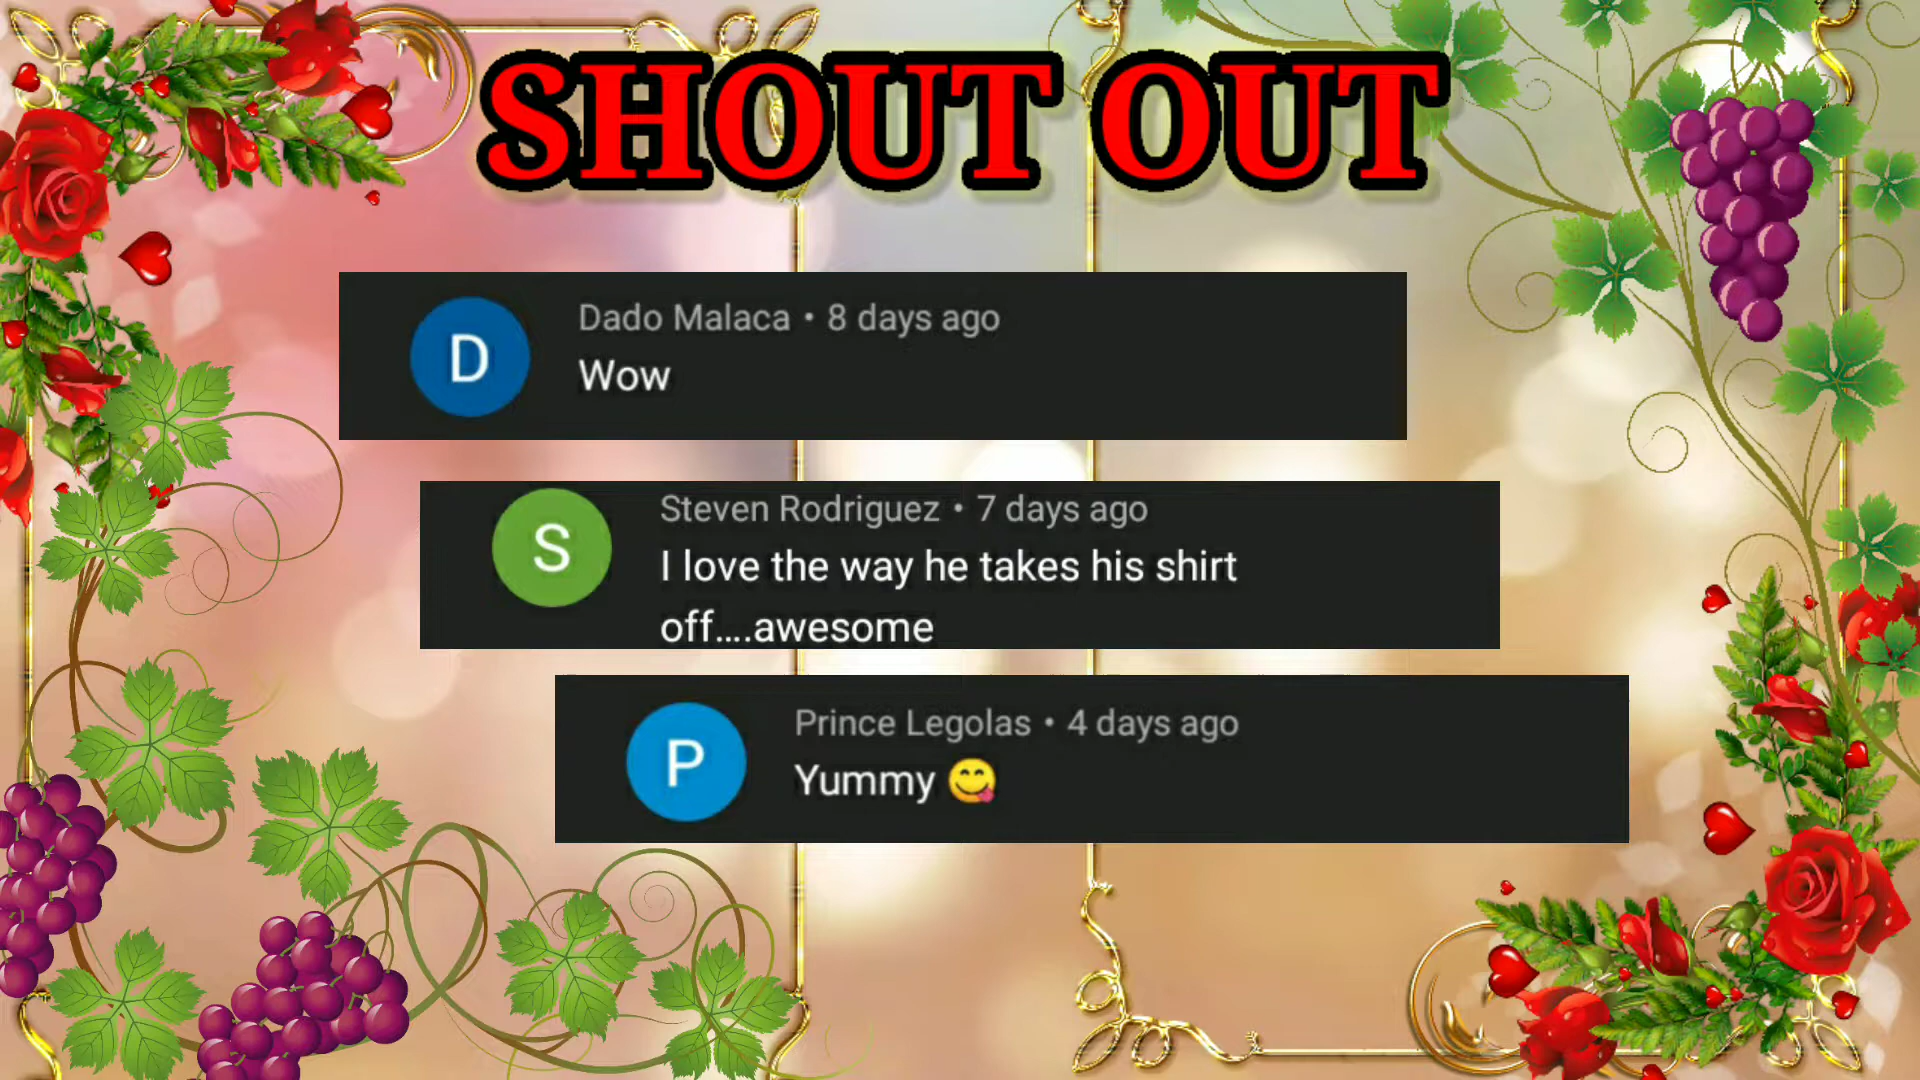 SHOUT OUT
D
Dado Malaca • 8 days ago
Wow
S
Steven Rodriguez • 7 days ago
I love the way he takes his shirt
off....awesome
P
Prince Legolas • 4 days ago
Yummy 😋